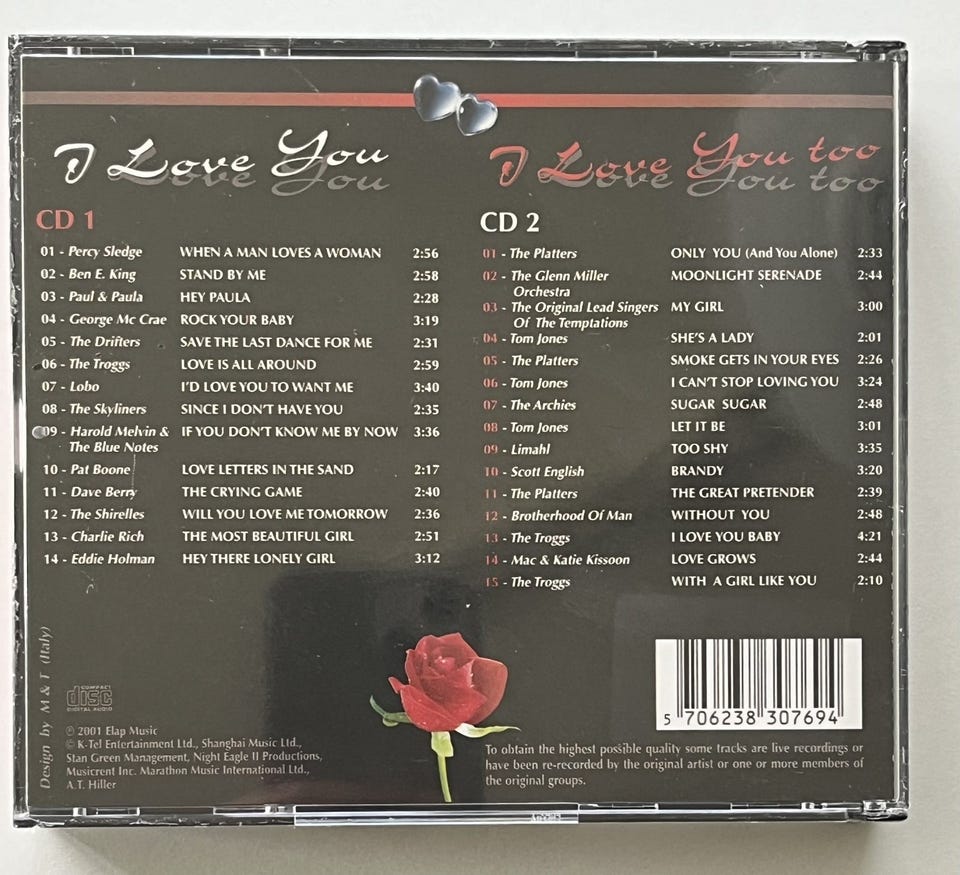 I Love You
CD 1
01 - Percy Sledge WHEN A MAN LOVES A WOMAN 2:56
02 - Ben E. King STAND BY ME 2:58
03 - Paul & Paula HEY PAULA 2:28
04 - George Mc Crae ROCK YOUR BABY 3:19
05 - The Drifters SAVE THE LAST DANCE FOR ME 2:31
06 - The Troggs LOVE IS ALL AROUND 2:59
07 - Lobo I'D LOVE YOU TO WANT ME 3:40
08 - The Skyliners SINCE I DON'T HAVE YOU 2:35
09 - Harold Melvin & IF YOU DON'T KNOW ME BY NOW 3:36
The Blue Notes
10 - Pat Boone LOVE LETTERS IN THE SAND 2:17
11 - Dave Berry THE CRYING GAME 2:40
12 - The Shirelles WILL YOU LOVE ME TOMORROW 2:36
13 - Charlie Rich THE MOST BEAUTIFUL GIRL 2:51
14 - Eddie Holman HEY THERE LONELY GIRL 3:12
I Love You too
CD 2
01 - The Platters ONLY YOU (And You Alone) 2:33
02 - The Glenn Miller MOONLIGHT SERENADE 2:44
Orchestra
03 - The Original Lead Singers MY GIRL 3:00
Of The Temptations
04 - Tom Jones SHE'S A LADY 2:01
05 - The Platters SMOKE GETS IN YOUR EYES 2:26
06 - Tom Jones I CAN'T STOP LOVING YOU 3:24
07 - The Archies SUGAR SUGAR 2:48
08 - Tom Jones LET IT BE 3:01
09 - Limahl TOO SHY 3:35
10 - Scott English BRANDY 3:20
11 - The Platters THE GREAT PRETENDER 2:39
12 - Brotherhood Of Man WITHOUT YOU 2:48
13 - The Troggs I LOVE YOU BABY 4:21
14 - Mac & Katie Kissoon LOVE GROWS 2:44
15 - The Troggs WITH A GIRL LIKE YOU 2:10
Design by M & T (Italy)
COMPACT
disc
DIGITAL AUDIO
℗ 2001 Elap Music
© K-Tel Entertainment Ltd., Shanghai Music Ltd.,
Stan Green Management, Night Eagle II Productions,
Musicrent Inc. Marathon Music International Ltd.,
A.T. Hiller
5 706238 307694
To obtain the highest possible quality some tracks are live recordings or
have been re-recorded by the original artist or one or more members of
the original groups.